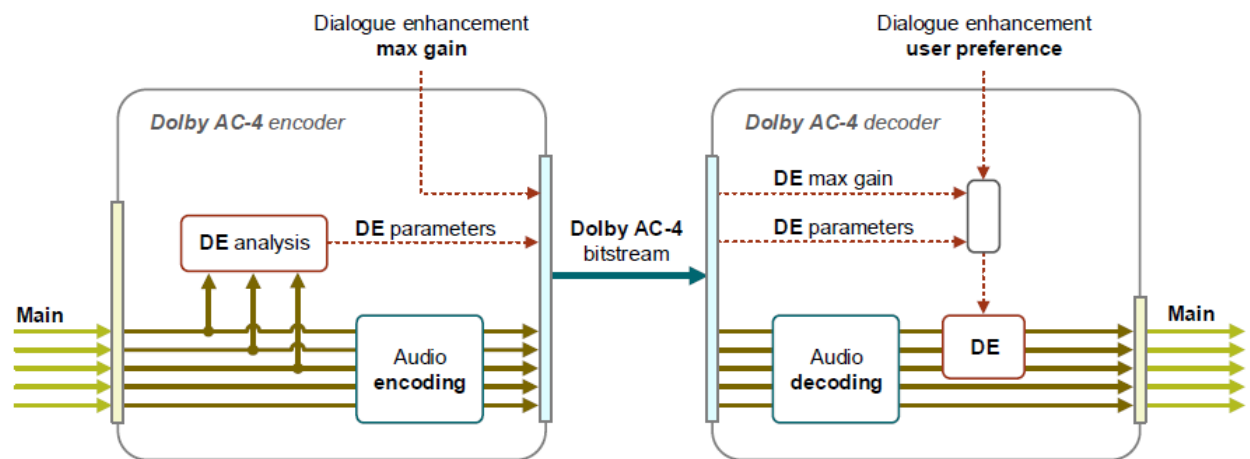 Dialogue enhancement
max gain
Dialogue enhancement
user preference
Dolby AC-4 encoder
Dolby AC-4 decoder
DE max gain
DE analysis
DE parameters
Dolby AC-4
bitstream
DE parameters
Main
Audio
encoding
Audio
decoding
DE
Main